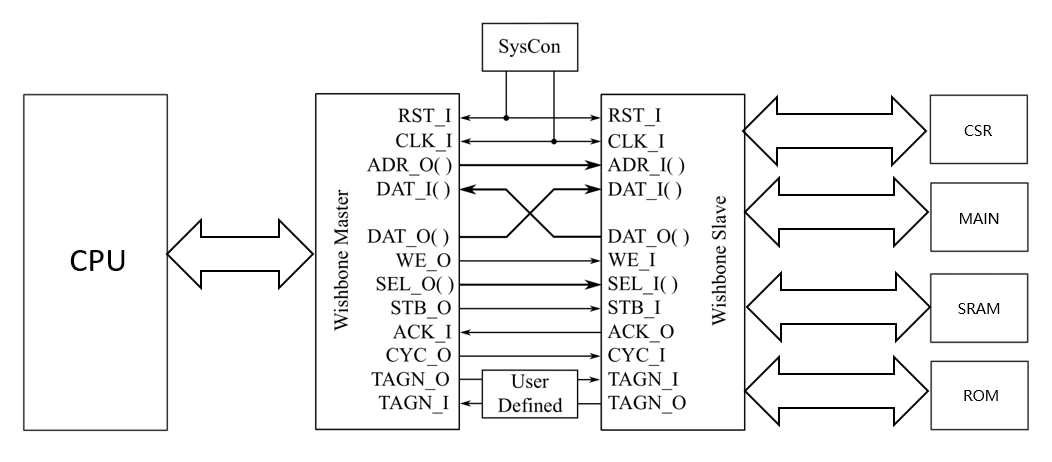 SysCon
CPU
Wishbone Master
RST_I
CLK_I
ADR_O( )
DAT_I( )
DAT_O( )
WE_O
SEL_O( )
STB_O
ACK_I
CYC_O
TAGN_O
TAGN_I
User
Defined
RST_I
CLK_I
ADR_I( )
DAT_I( )
DAT_O( )
WE_I
SEL_I( )
STB_I
ACK_O
CYC_I
TAGN_I
TAGN_O
Wishbone Slave
CSR
MAIN
SRAM
ROM